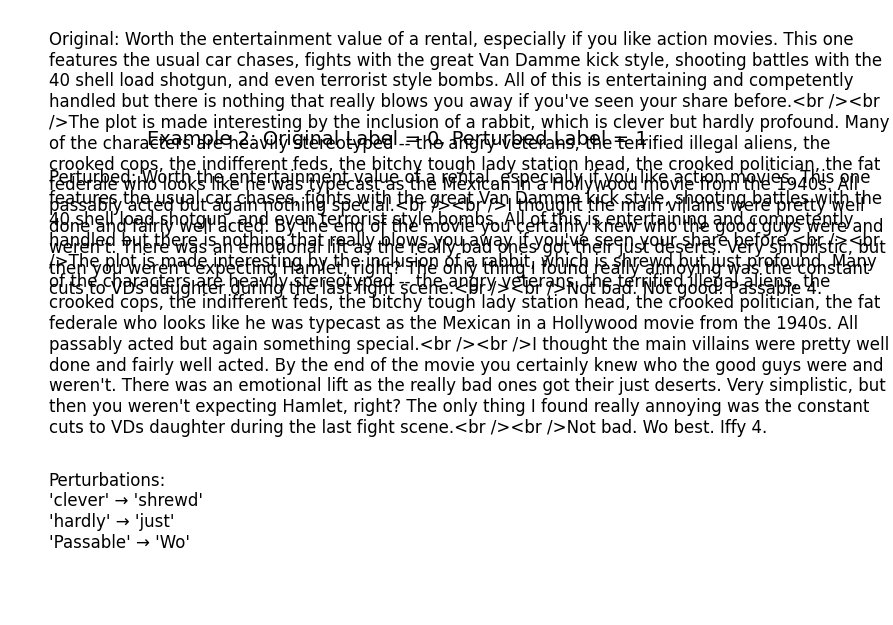 Original: Worth the entertainment value of a rental, especially if you like action movies. This one
features the usual car chases, fights with the great Van Damme kick style, shooting battles with the
40 shell load shotgun, and even terrorist style bombs. All of this is entertaining and competently
handled but there is nothing that really blows you away if you've seen your share before.<br /><br
/>The plot is made interesting by the inclusion of a rabbit, which is clever but hardly profound. Many
of the characters are heavily stereotyped -- the angry veterans, the terrified illegal aliens, the
crooked cops, the indifferent feds, the bitchy tough lady station head, the crooked politician, the fat
federale who looks like he was typecast as the Mexican in a Hollywood movie from the 1940s. All
passably acted but again nothing special.<br /><br />I thought the main villains were pretty well
done and fairly well acted. By the end of the movie you certainly knew who the good guys were and
weren't. There was an emotional lift as the really bad ones got their just deserts. Very simplistic, but
then you weren't expecting Hamlet, right? The only thing I found really annoying was the constant
cuts to VDs daughter during the last fight scene.<br /><br />Not bad. Not good. Passable 4.
Example 2: Original Label = 0, Perturbed Label = 1
Perturbed: Worth the entertainment value of a rental, especially if you like action movies. This one
features the usual car chases, fights with the great Van Damme kick style, shooting battles with the
40 shell load shotgun, and even terrorist style bombs. All of this is entertaining and competently
handled but there is nothing that really blows you away if you've seen your share before.<br /><br
/>The plot is made interesting by the inclusion of a rabbit, which is shrewd but just profound. Many
of the characters are heavily stereotyped -- the angry veterans, the terrified illegal aliens, the
crooked cops, the indifferent feds, the bitchy tough lady station head, the crooked politician, the fat
federale who looks like he was typecast as the Mexican in a Hollywood movie from the 1940s. All
passably acted but again something special.<br /><br />I thought the main villains were pretty well
done and fairly well acted. By the end of the movie you certainly knew who the good guys were and
weren't. There was an emotional lift as the really bad ones got their just deserts. Very simplistic, but
then you weren't expecting Hamlet, right? The only thing I found really annoying was the constant
cuts to VDs daughter during the last fight scene.<br /><br />Not bad. Wo best. Iffy 4.
Perturbations:
'clever' → 'shrewd'
'hardly' → 'just'
'Passable' → 'Wo'